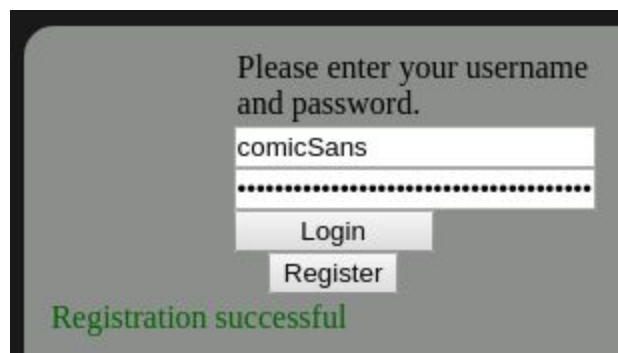 Please enter your username
and password.
comicSans
••••••••••••••••••••••••••••••••••••••
Login
Register
Registration successful